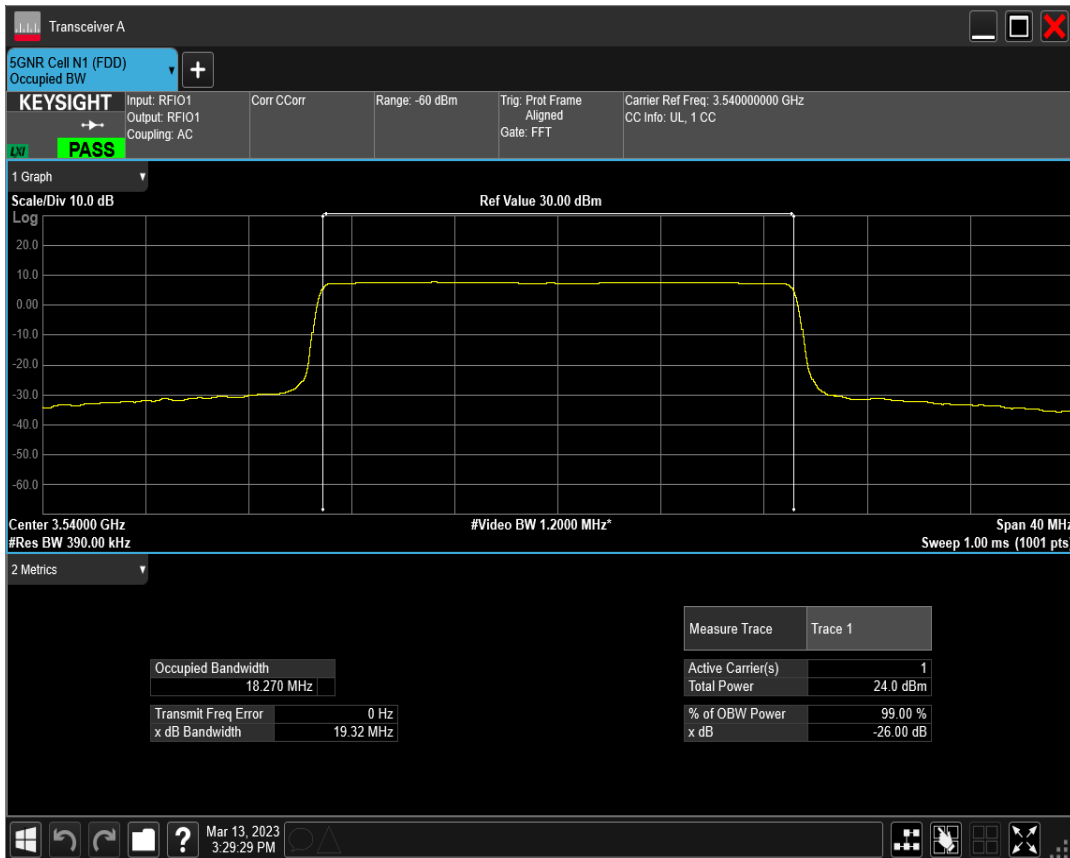 Transceiver A
5GNR Cell N1 (FDD)
Occupied BW
KEYSIGHT
LXI
PASS
Input: RFIO1
Output: RFIO1
Coupling: AC
Corr CCorr
Range: -60 dBm
Trig: Prot Frame
Aligned
Gate: FFT
Carrier Ref Freq: 3.540000000 GHz
CC Info: UL, 1 CC
1 Graph
Scale/Div 10.0 dB
Ref Value 30.00 dBm
Log
20.0
10.0
0.00
-10.0
-20.0
-30.0
-40.0
-50.0
-60.0
Center 3.54000 GHz
#Video BW 1.2000 MHz*
Span 40 MHz
#Res BW 390.00 kHz
Sweep 1.00 ms (1001 pts)
2 Metrics
Measure Trace Trace 1
Occupied Bandwidth
18.270 MHz
Transmit Freq Error 0 Hz
x dB Bandwidth 19.32 MHz
Active Carrier(s) 1
Total Power 24.0 dBm
% of OBW Power 99.00 %
x dB -26.00 dB
?
Mar 13, 2023
3:29:29 PM